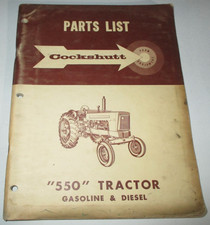 PARTS LIST
Cockshutt
"550" TRACTOR
GASOLINE & DIESEL